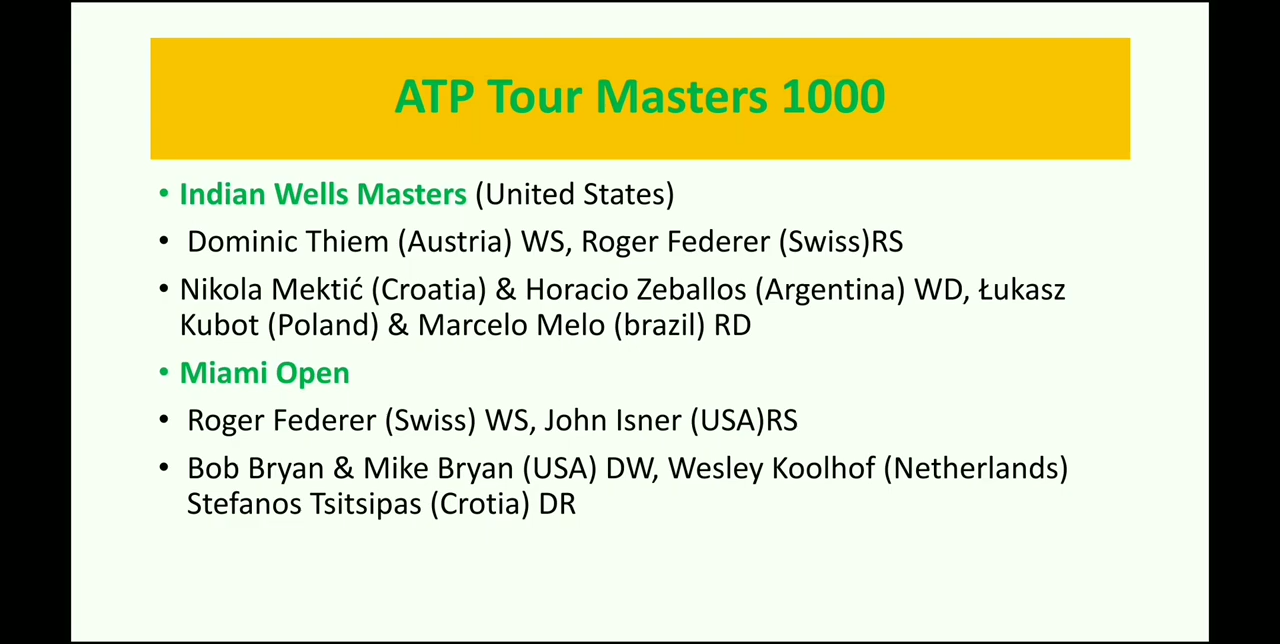 ATP Tour Masters 1000
• Indian Wells Masters (United States)
• Dominic Thiem (Austria) WS, Roger Federer (Swiss)RS
• Nikola Mektić (Croatia) & Horacio Zeballos (Argentina) WD, Łukasz
Kubot (Poland) & Marcelo Melo (brazil) RD
• Miami Open
• Roger Federer (Swiss) WS, John Isner (USA)RS
• Bob Bryan & Mike Bryan (USA) DW, Wesley Koolhof (Netherlands)
Stefanos Tsitsipas (Crotia) DR